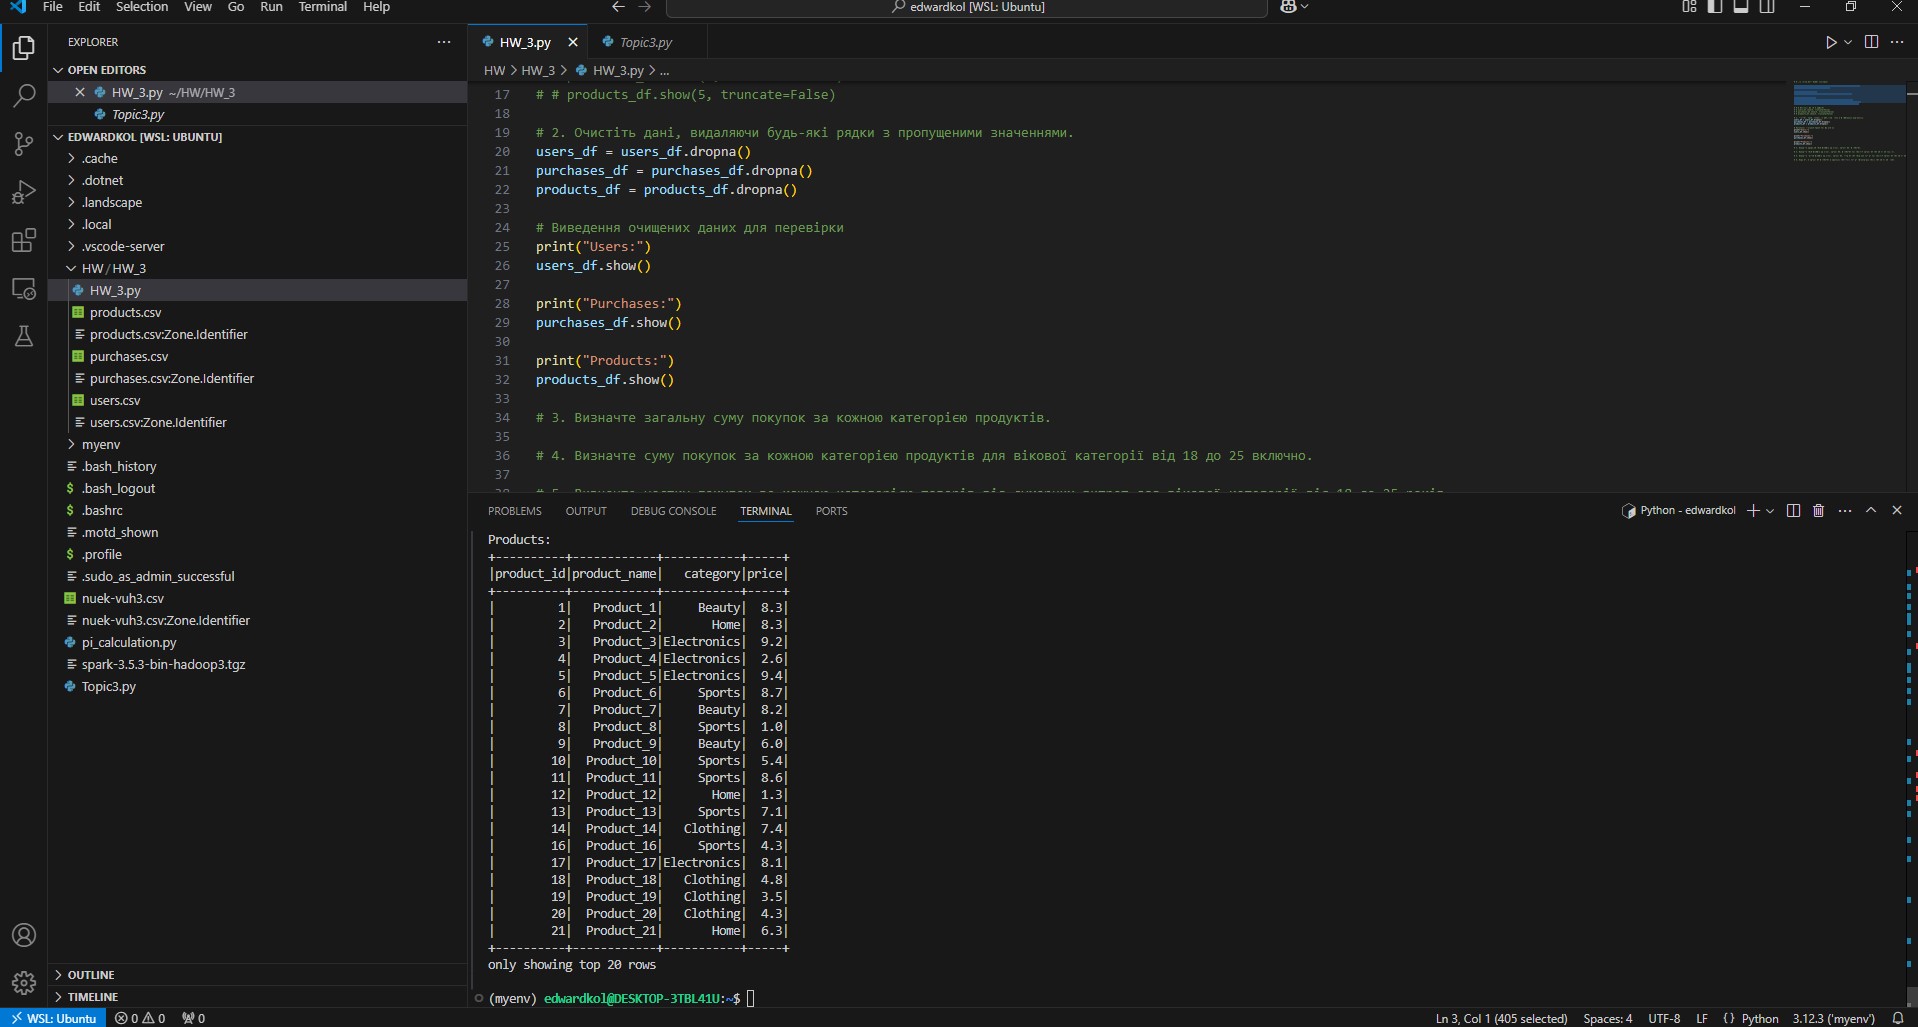 File Edit Selection View Go Run Terminal Help
edwardkol [WSL: Ubuntu]
EXPLORER
OPEN EDITORS
HW_3.py ~/HW/HW_3
Topic3.py
EDWARDKOL [WSL: UBUNTU]
.cache
.dotnet
.landscape
.local
.vscode-server
HW / HW_3
HW_3.py
products.csv
products.csv:Zone.Identifier
purchases.csv
purchases.csv:Zone.Identifier
users.csv
users.csv:Zone.Identifier
myenv
.bash_history
.bash_logout
.bashrc
.motd_shown
.profile
.sudo_as_admin_successful
nuek-vuh3.csv
nuek-vuh3.csv:Zone.Identifier
pi_calculation.py
spark-3.5.3-bin-hadoop3.tgz
Topic3.py
OUTLINE
TIMELINE
HW_3.py
Topic3.py
HW > HW_3 > HW_3.py > ...
17 # # products_df.show(5, truncate=False)
18
19 # 2. Очистіть дані, видаляючи будь-які рядки з пропущеними значеннями.
20 users_df = users_df.dropna()
21 purchases_df = purchases_df.dropna()
22 products_df = products_df.dropna()
23
24 # Виведення очищених даних для перевірки
25 print("Users:")
26 users_df.show()
27
28 print("Purchases:")
29 purchases_df.show()
30
31 print("Products:")
32 products_df.show()
33
34 # 3. Визначте загальну суму покупок за кожною категорією продуктів.
35
36 # 4. Визначте суму покупок за кожною категорією продуктів для вікової категорії від 18 до 25 включно.
37
PROBLEMS OUTPUT DEBUG CONSOLE TERMINAL PORTS
Python - edwardkol
Products:
+----------+------------+-----------+-----+
|product_id|product_name|   category|price|
+----------+------------+-----------+-----+
|         1|   Product_1|     Beauty|  8.3|
|         2|   Product_2|       Home|  8.3|
|         3|   Product_3|Electronics|  9.2|
|         4|   Product_4|Electronics|  2.6|
|         5|   Product_5|Electronics|  9.4|
|         6|   Product_6|     Sports|  8.7|
|         7|   Product_7|     Beauty|  8.2|
|         8|   Product_8|     Sports|  1.0|
|         9|   Product_9|     Beauty|  6.0|
|        10|  Product_10|     Sports|  5.4|
|        11|  Product_11|     Sports|  8.6|
|        12|  Product_12|       Home|  1.3|
|        13|  Product_13|     Sports|  7.1|
|        14|  Product_14|   Clothing|  7.4|
|        16|  Product_16|     Sports|  4.3|
|        17|  Product_17|Electronics|  8.1|
|        18|  Product_18|   Clothing|  4.8|
|        19|  Product_19|   Clothing|  3.5|
|        20|  Product_20|   Clothing|  4.3|
|        21|  Product_21|       Home|  6.3|
+----------+------------+-----------+-----+
only showing top 20 rows
(myenv) edwardkol@DESKTOP-3TBL41U:~$
WSL: Ubuntu 0 0 0
Ln 3, Col 1 (405 selected) Spaces: 4 UTF-8 LF {} Python 3.12.3 ('myenv')